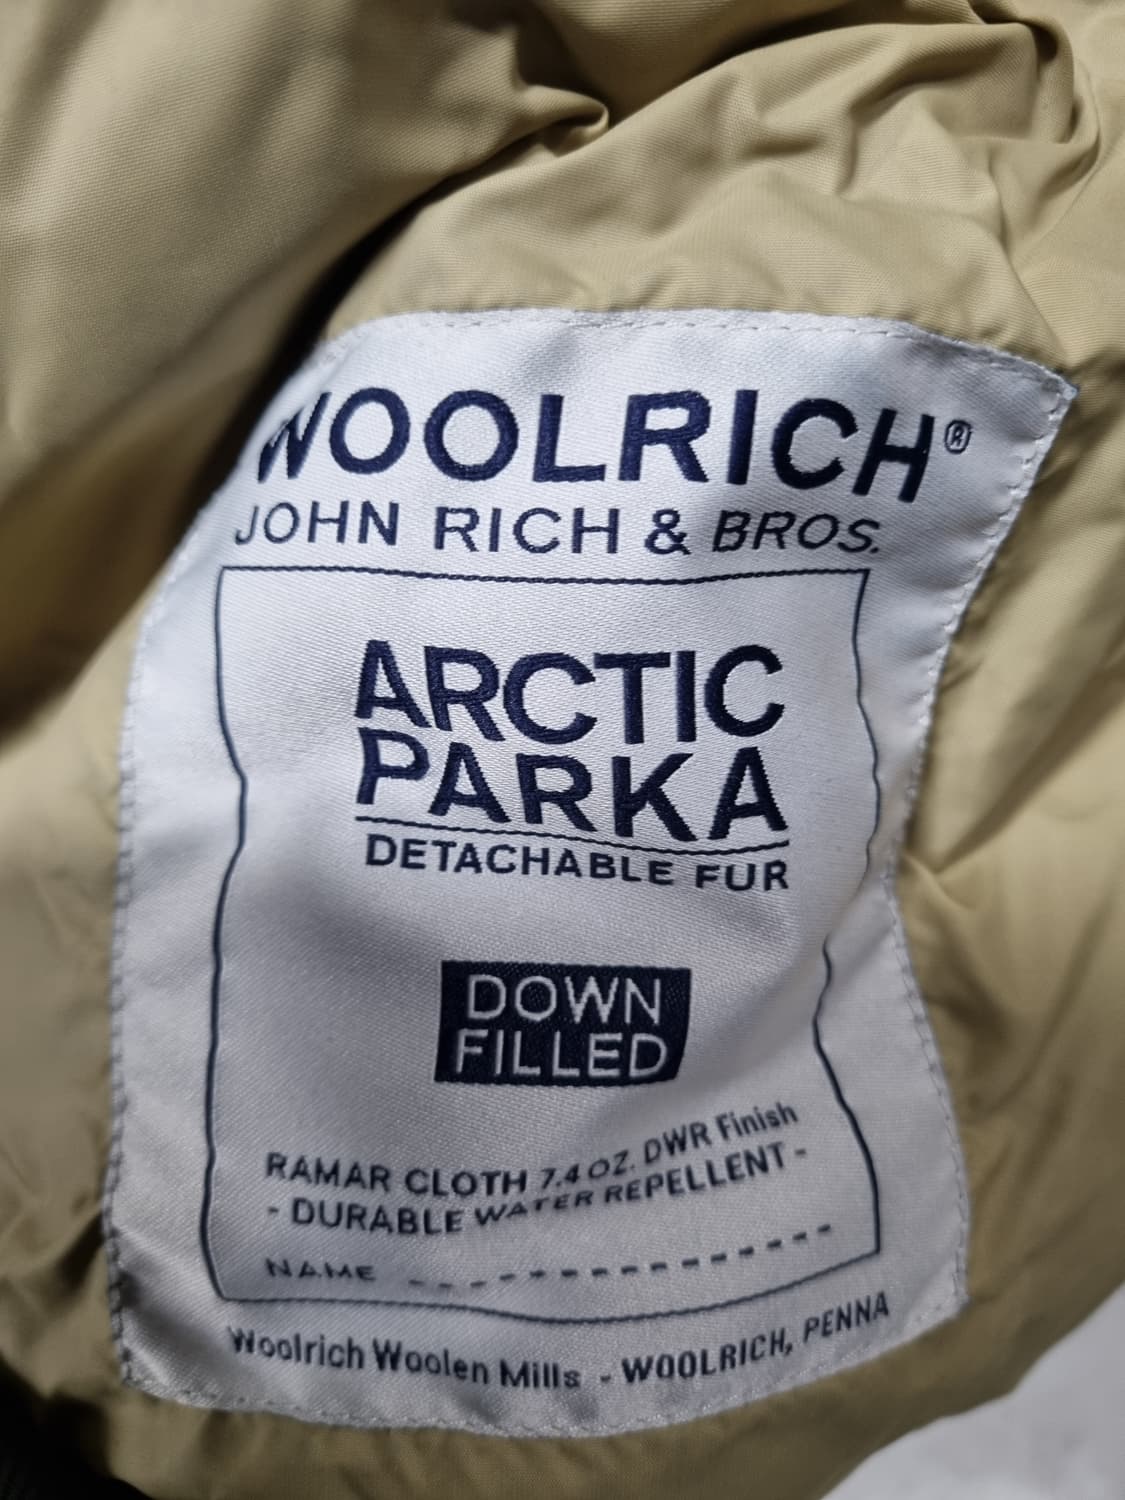 WOOLRICH®
JOHN RICH & BROS.
ARCTIC
PARKA
DETACHABLE FUR
DOWN
FILLED
RAMAR CLOTH 7.4 OZ. DWR Finish
- DURABLE WATER REPELLENT -
NAME --------------
Woolrich Woolen Mills - WOOLRICH, PENNA